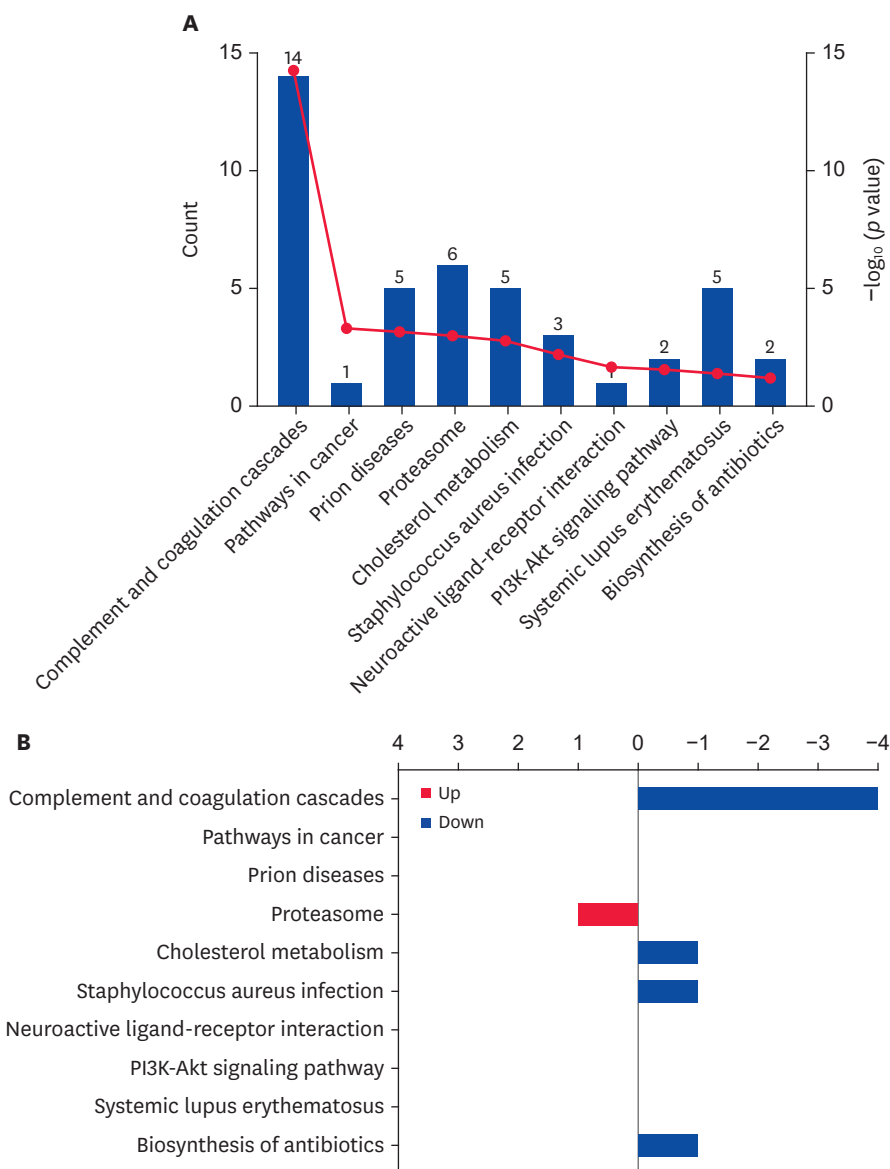 A
15
10
5
0
Count
14
1
5
6
5
3
1
2
5
2
15
10
5
0
−log₁₀ (p value)
Complement and coagulation cascades
Pathways in cancer
Prion diseases
Proteasome
Cholesterol metabolism
Staphylococcus aureus infection
Neuroactive ligand-receptor interaction
PI3K-Akt signaling pathway
Systemic lupus erythematosus
Biosynthesis of antibiotics
B
4 3 2 1 0 −1 −2 −3 −4
Up
Down
Complement and coagulation cascades
Pathways in cancer
Prion diseases
Proteasome
Cholesterol metabolism
Staphylococcus aureus infection
Neuroactive ligand-receptor interaction
PI3K-Akt signaling pathway
Systemic lupus erythematosus
Biosynthesis of antibiotics